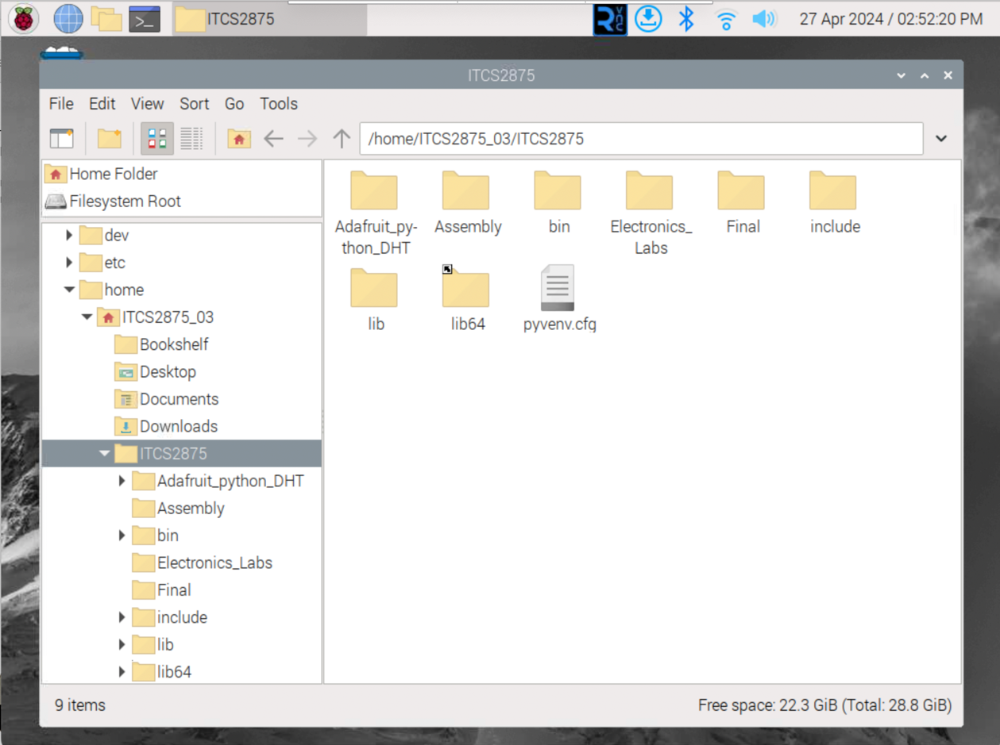 ITCS2875
27 Apr 2024 / 02:52:20 PM
ITCS2875
File Edit View Sort Go Tools
/home/ITCS2875_03/ITCS2875
Home Folder
Filesystem Root
dev
etc
home
ITCS2875_03
Bookshelf
Desktop
Documents
Downloads
ITCS2875
Adafruit_python_DHT
Assembly
bin
Electronics_Labs
Final
include
lib
lib64
Adafruit_py-
thon_DHT
Assembly
bin
Electronics_
Labs
Final
include
lib
lib64
pyvenv.cfg
9 items
Free space: 22.3 GiB (Total: 28.8 GiB)